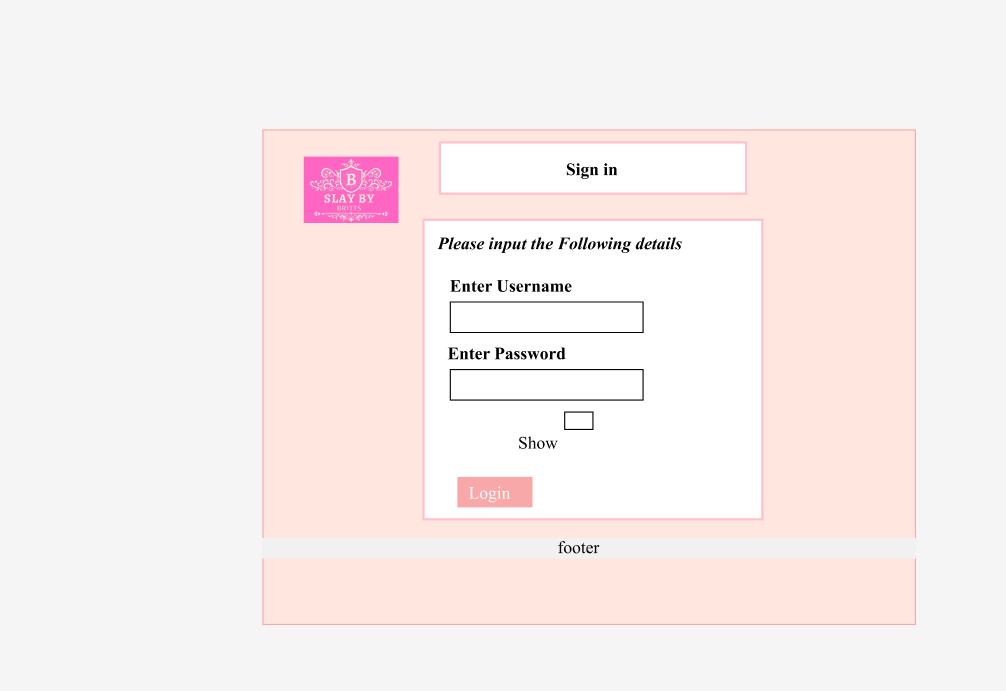 B
SLAY BY
BRITTS
Sign in
Please input the Following details
Enter Username
Enter Password
Show
Login
footer